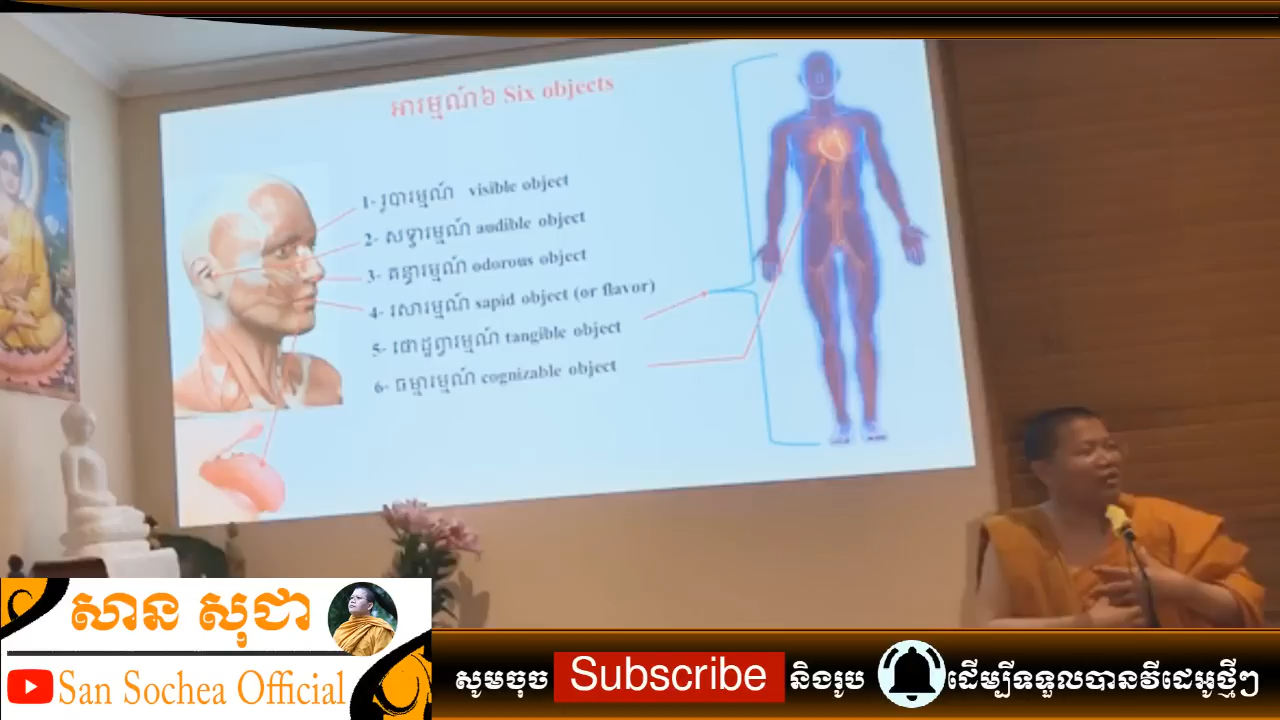 អារម្មណ៍៦ Six objects
1- រូបារម្មណ៍ visible object
2- សទ្ទារម្មណ៍ audible object
3- គន្ធារម្មណ៍ odorous object
4- រសារម្មណ៍ sapid object (or flavor)
5- ផោដ្ឋព្វារម្មណ៍ tangible object
6- ធម្មារម្មណ៍ cognizable object
សាន សុជា
San Sochea Official
សូមចុច Subscribe និងរូប ដើម្បីទទួលបានវីដេអូថ្មីៗ